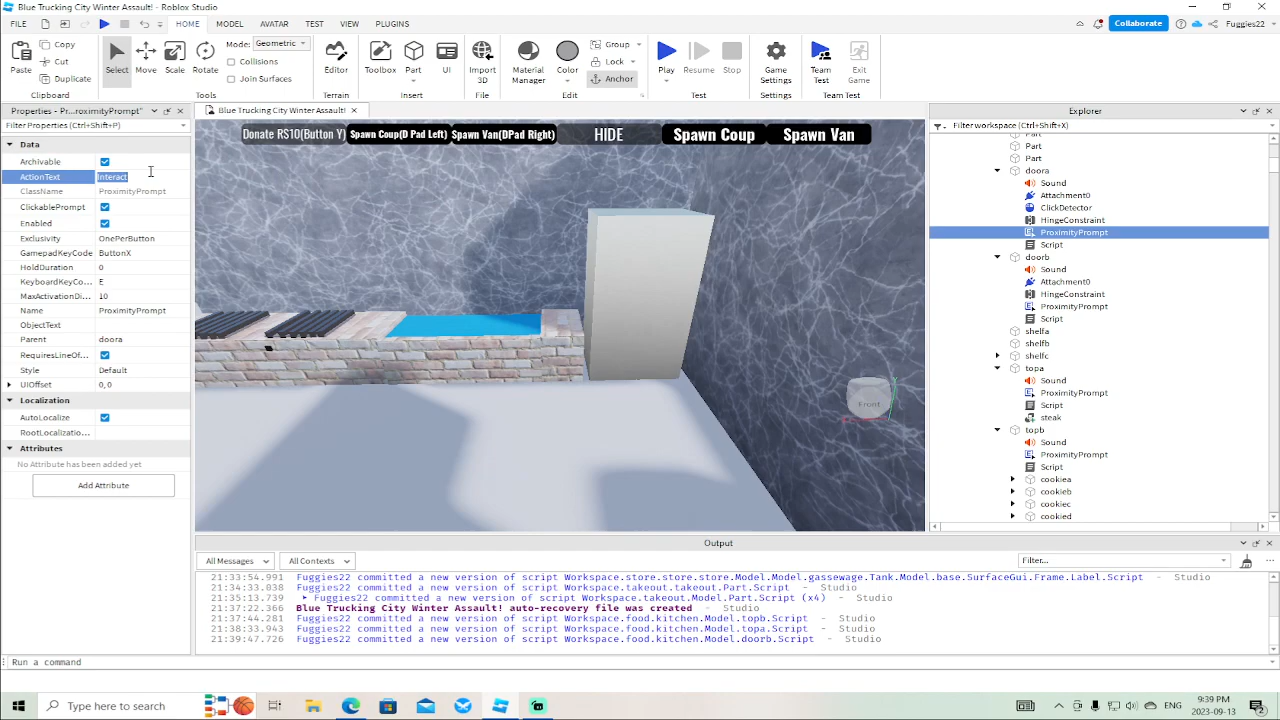 Blue Trucking City Winter Assault! - Roblox Studio
FILE HOME MODEL AVATAR TEST VIEW PLUGINS Collaborate Fuggies22
Copy Mode: Geometric Group
Cut Collisions Lock
Paste Duplicate Select Move Scale Rotate Join Surfaces Editor Toolbox Part UI Import 3D Material Manager Color Anchor Play Resume Stop Game Settings Team Test Exit Game
Clipboard Tools Terrain Insert File Edit Test Settings Team Test
Properties - Pr...roximityPrompt" Blue Trucking City Winter Assault! Explorer
Filter Properties (Ctrl+Shift+P)
Data
Archivable
ActionText Interact
ClassName ProximityPrompt
ClickablePrompt
Enabled
Exclusivity OnePerButton
GamepadKeyCode ButtonX
HoldDuration 0
KeyboardKeyCo... E
MaxActivationDi... 10
Name ProximityPrompt
ObjectText
Parent doora
RequiresLineOf...
Style Default
UIOffset 0, 0
Localization
AutoLocalize
RootLocalizatio...
Attributes
No Attribute has been added yet
Add Attribute
Donate RS10(Button Y) Spawn Coup(D Pad Left) Spawn Van(DPad Right) HIDE Spawn Coup Spawn Van
Front
Filter workspace (Ctrl+Shift+X)
Part
Part
Part
doora
Sound
Attachment0
ClickDetector
HingeConstraint
ProximityPrompt
Script
doorb
Sound
Attachment0
HingeConstraint
ProximityPrompt
Script
shelfa
shelfb
shelfc
topa
Sound
ProximityPrompt
Script
steak
topb
Sound
ProximityPrompt
Script
cookiea
cookieb
cookiec
cookied
Output
All Messages All Contexts Filter...
21:33:54.991 Fuggies22 committed a new version of script Workspace.store.store.store.Model.Model.gassewage.Tank.Model.base.SurfaceGui.Frame.Label.Script - Studio
21:34:33.038 Fuggies22 committed a new version of script Workspace.takeout.takeout.Part.Script - Studio
21:35:13.739 Fuggies22 committed a new version of script Workspace.takeout.Model.Part.Script (x4) - Studio
21:37:22.366 Blue Trucking City Winter Assault! auto-recovery file was created - Studio
21:37:44.281 Fuggies22 committed a new version of script Workspace.food.kitchen.Model.topb.Script - Studio
21:38:33.943 Fuggies22 committed a new version of script Workspace.food.kitchen.Model.topa.Script - Studio
21:39:47.726 Fuggies22 committed a new version of script Workspace.food.kitchen.Model.doorb.Script - Studio
Run a command
Type here to search
9:39 PM
2023-09-13
2